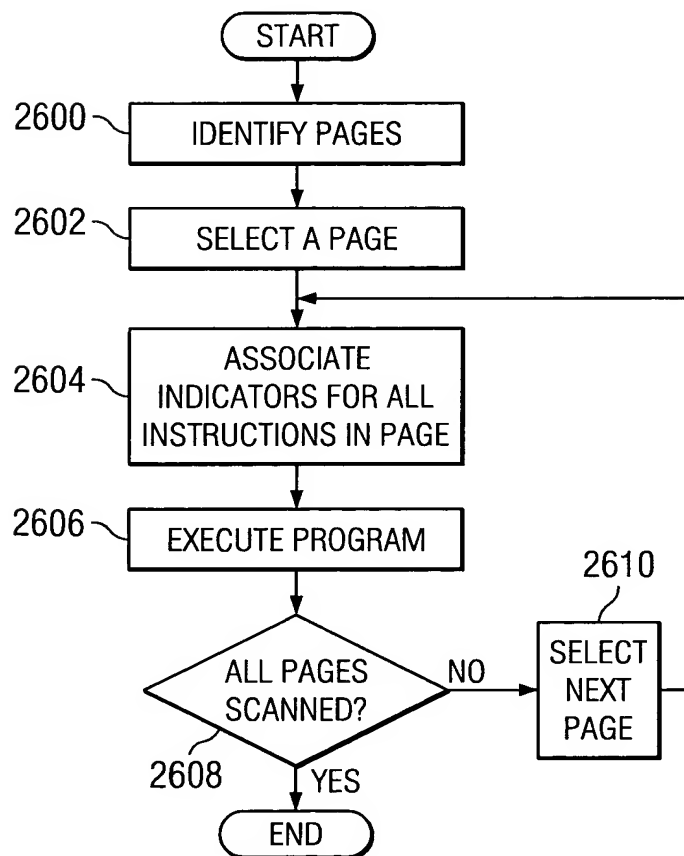 START
2600
IDENTIFY PAGES
2602
SELECT A PAGE
2604
ASSOCIATE
INDICATORS FOR ALL
INSTRUCTIONS IN PAGE
2606
EXECUTE PROGRAM
2610
ALL PAGES
SCANNED?
NO
SELECT
NEXT
PAGE
2608
YES
END